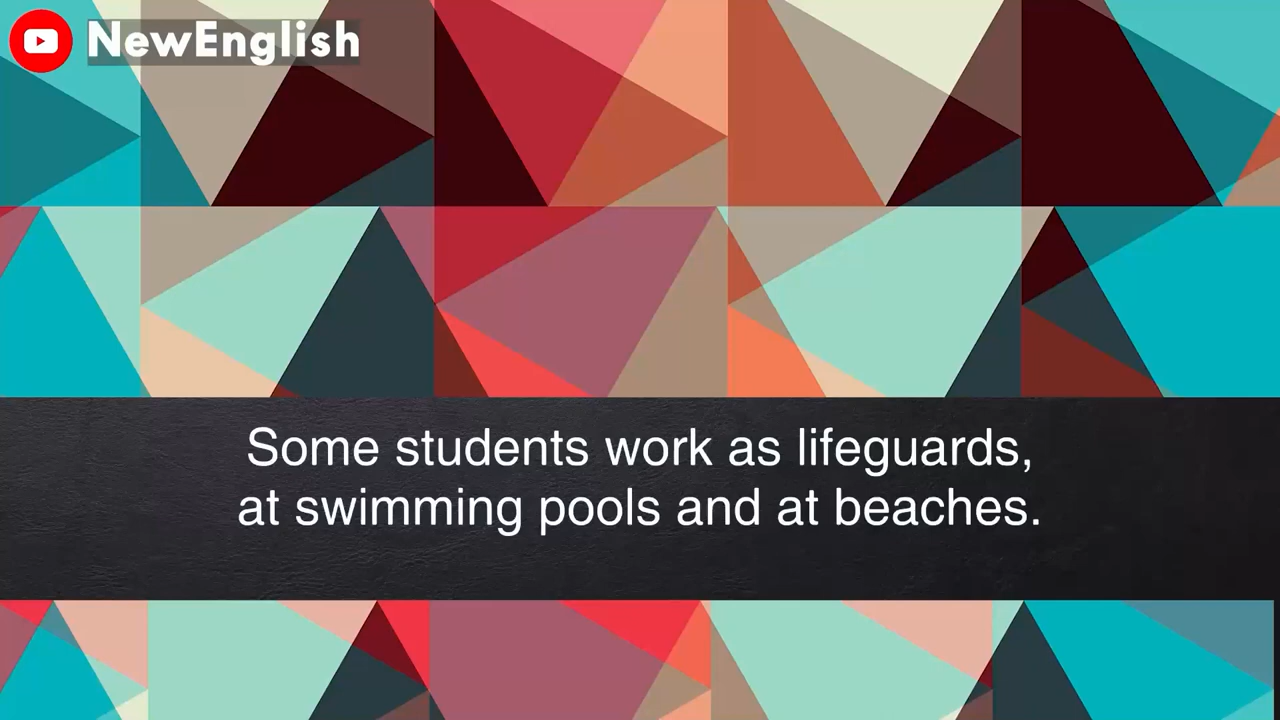 NewEnglish
Some students work as lifeguards,
at swimming pools and at beaches.